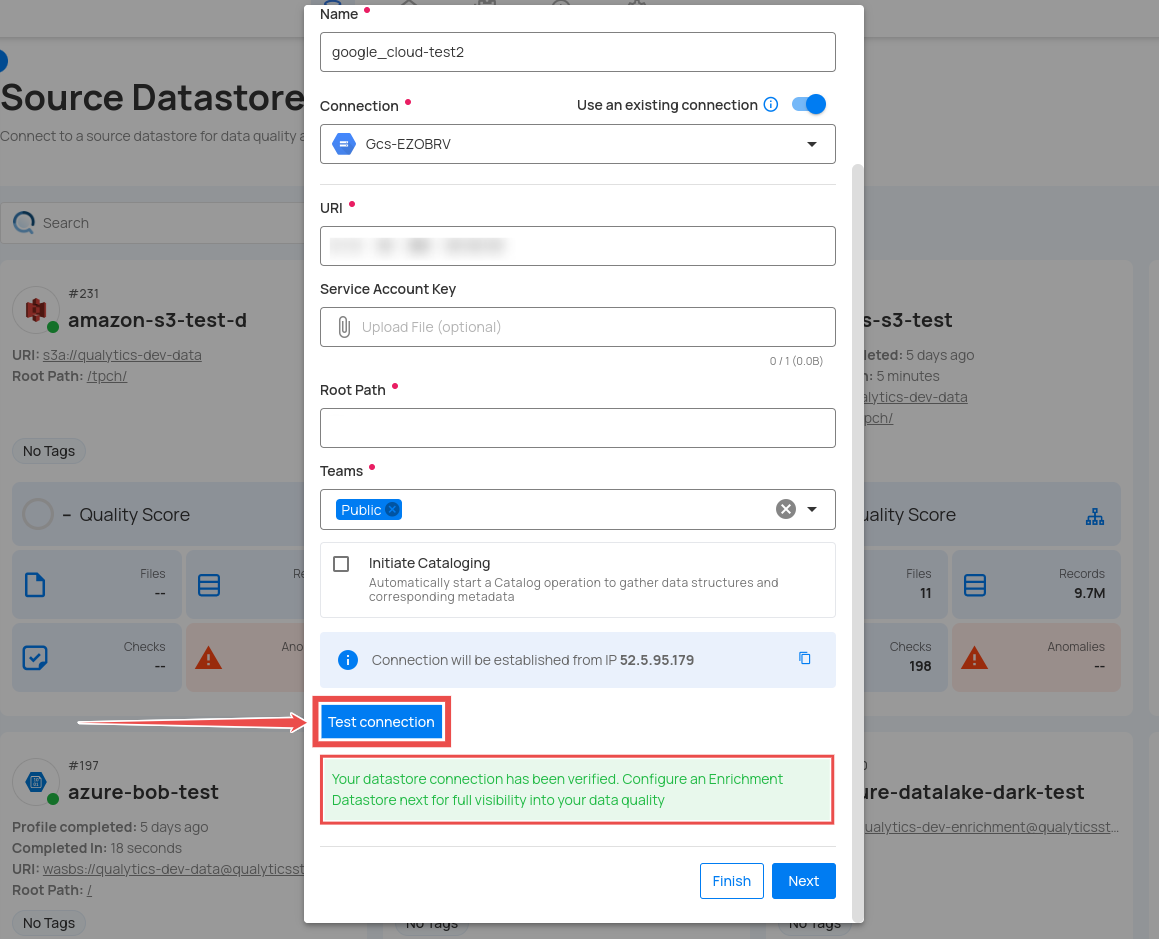 Name
google_cloud-test2
Source Datastore
Connection
Use an existing connection
Connect to a source datastore for data quality a
Gcs-EZOBRV
URI
Search
Service Account Key
#231
amazon-s3-test-d
s-s3-test
Upload File (optional)
URI: s3a://qualytics-dev-data
5 days ago
0 / 1 (0.0B)
Root Path: /tpch/
5 minutes
Root Path
alytics-dev-data
pch/
No Tags
Teams
Public
– Quality Score
ality Score
Initiate Cataloging
Automatically start a Catalog operation to gather data structures and
corresponding metadata
Files
--
Files
11
Records
9.7M
Checks
--
Checks
198
Anomalies
--
Connection will be established from IP 52.5.95.179
Test connection
#197
azure-bob-test
re-datalake-dark-test
Your datastore connection has been verified. Configure an Enrichment
Datastore next for full visibility into your data quality
Profile completed: 5 days ago
ualytics-dev-enrichment@qualyticsst...
Completed In: 18 seconds
URI: wasbs://qualytics-dev-data@qualyticsst
Root Path: /
Finish
Next
No Tags
No Tags
No Tags